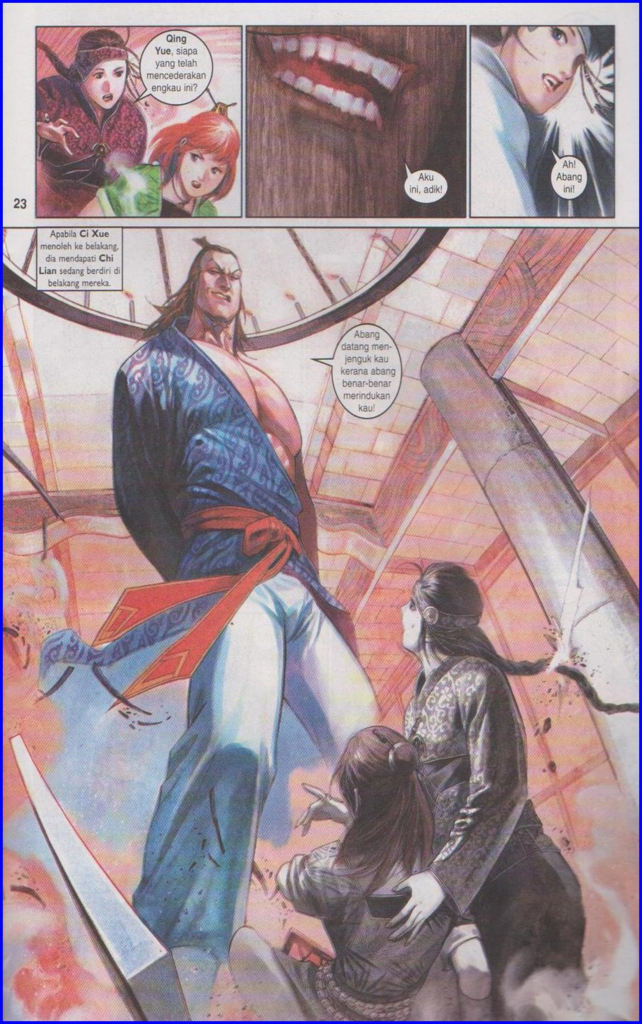 Qing
Yue, siapa
yang telah
mencederakan
engkau ini?
Aku
ini, adik!
Ah!
Abang
ini!
23
Apabila Ci Xue
menoleh ke belakang,
dia mendapati Chi
Lian sedang berdiri di
belakang mereka.
Abang
datang men-
jenguk kau
kerana abang
benar-benar
merindukan
kau!